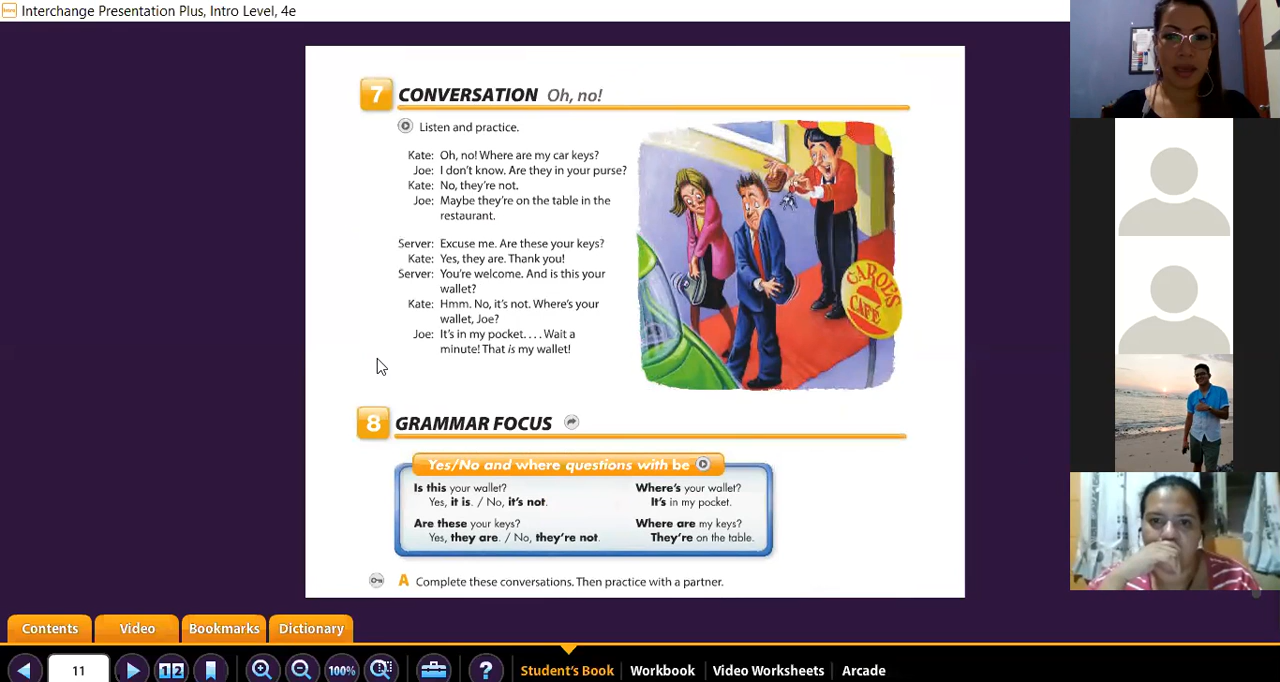 Interchange Presentation Plus, Intro Level, 4e
7 CONVERSATION Oh, no!
Listen and practice.
Kate: Oh, no! Where are my car keys?
Joe: I don't know. Are they in your purse?
Kate: No, they're not.
Joe: Maybe they're on the table in the
restaurant.
Server: Excuse me. Are these your keys?
Kate: Yes, they are. Thank you!
Server: You're welcome. And is this your
wallet?
Kate: Hmm. No, it's not. Where's your
wallet, Joe?
Joe: It's in my pocket. . . . Wait a
minute! That is my wallet!
CAROL'S
CAFÉ
8 GRAMMAR FOCUS
Yes/No and where questions with be
Is this your wallet?
Yes, it is. / No, it's not.
Are these your keys?
Yes, they are. / No, they're not.
Where's your wallet?
It's in my pocket.
Where are my keys?
They're on the table.
A Complete these conversations. Then practice with a partner.
Contents Video Bookmarks Dictionary
11 1 2 100% ? Student's Book Workbook Video Worksheets Arcade